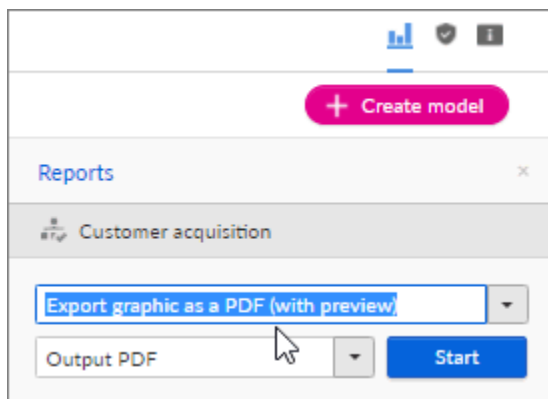 + Create model
Reports
Customer acquisition
Export graphic as a PDF (with preview)
Output PDF
Start